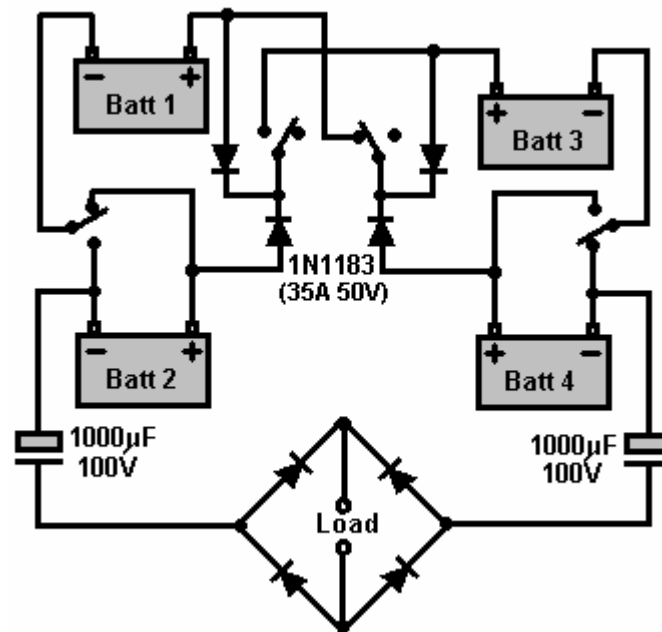 - +
Batt 1
+ -
Batt 3
1N1183
(35A 50V)
- +
Batt 2
+ -
Batt 4
1000µF
100V
1000µF
100V
Load